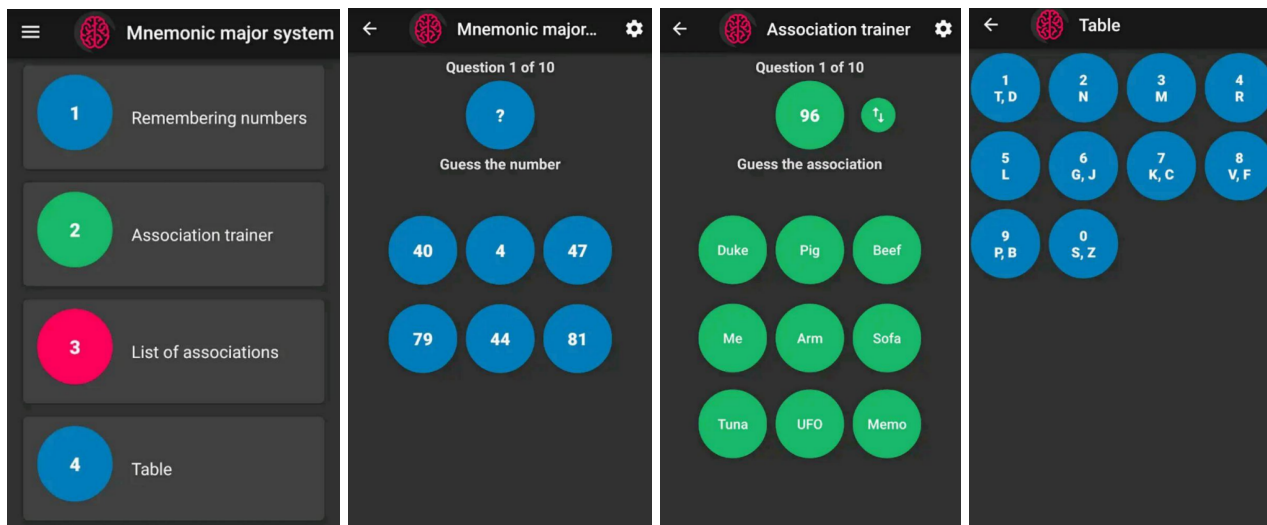 Mnemonic major system
1
Remembering numbers
2
Association trainer
3
List of associations
4
Table
Mnemonic major...
Question 1 of 10
?
Guess the number
40 4 47
79 44 81
Association trainer
Question 1 of 10
96
Guess the association
Duke Pig Beef
Me Arm Sofa
Tuna UFO Memo
Table
1 2 3 4
T, D N M R
5 6 7 8
L G, J K, C V, F
9 0
P, B S, Z